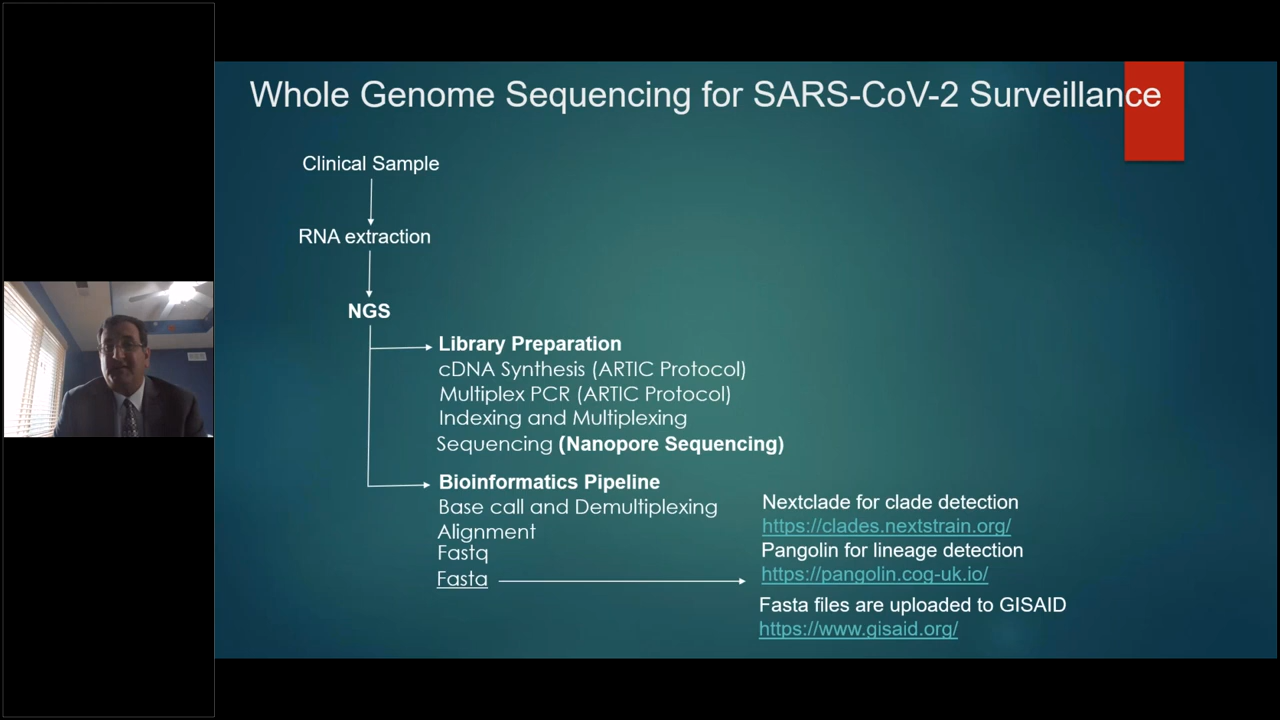 Whole Genome Sequencing for SARS-CoV-2 Surveillance
Clinical Sample
RNA extraction
NGS
Library Preparation
cDNA Synthesis (ARTIC Protocol)
Multiplex PCR (ARTIC Protocol)
Indexing and Multiplexing
Sequencing (Nanopore Sequencing)
Bioinformatics Pipeline
Base call and Demultiplexing
Alignment
Fastq
Fasta
Nextclade for clade detection
https://clades.nextstrain.org/
Pangolin for lineage detection
https://pangolin.cog-uk.io/
Fasta files are uploaded to GISAID
https://www.gisaid.org/